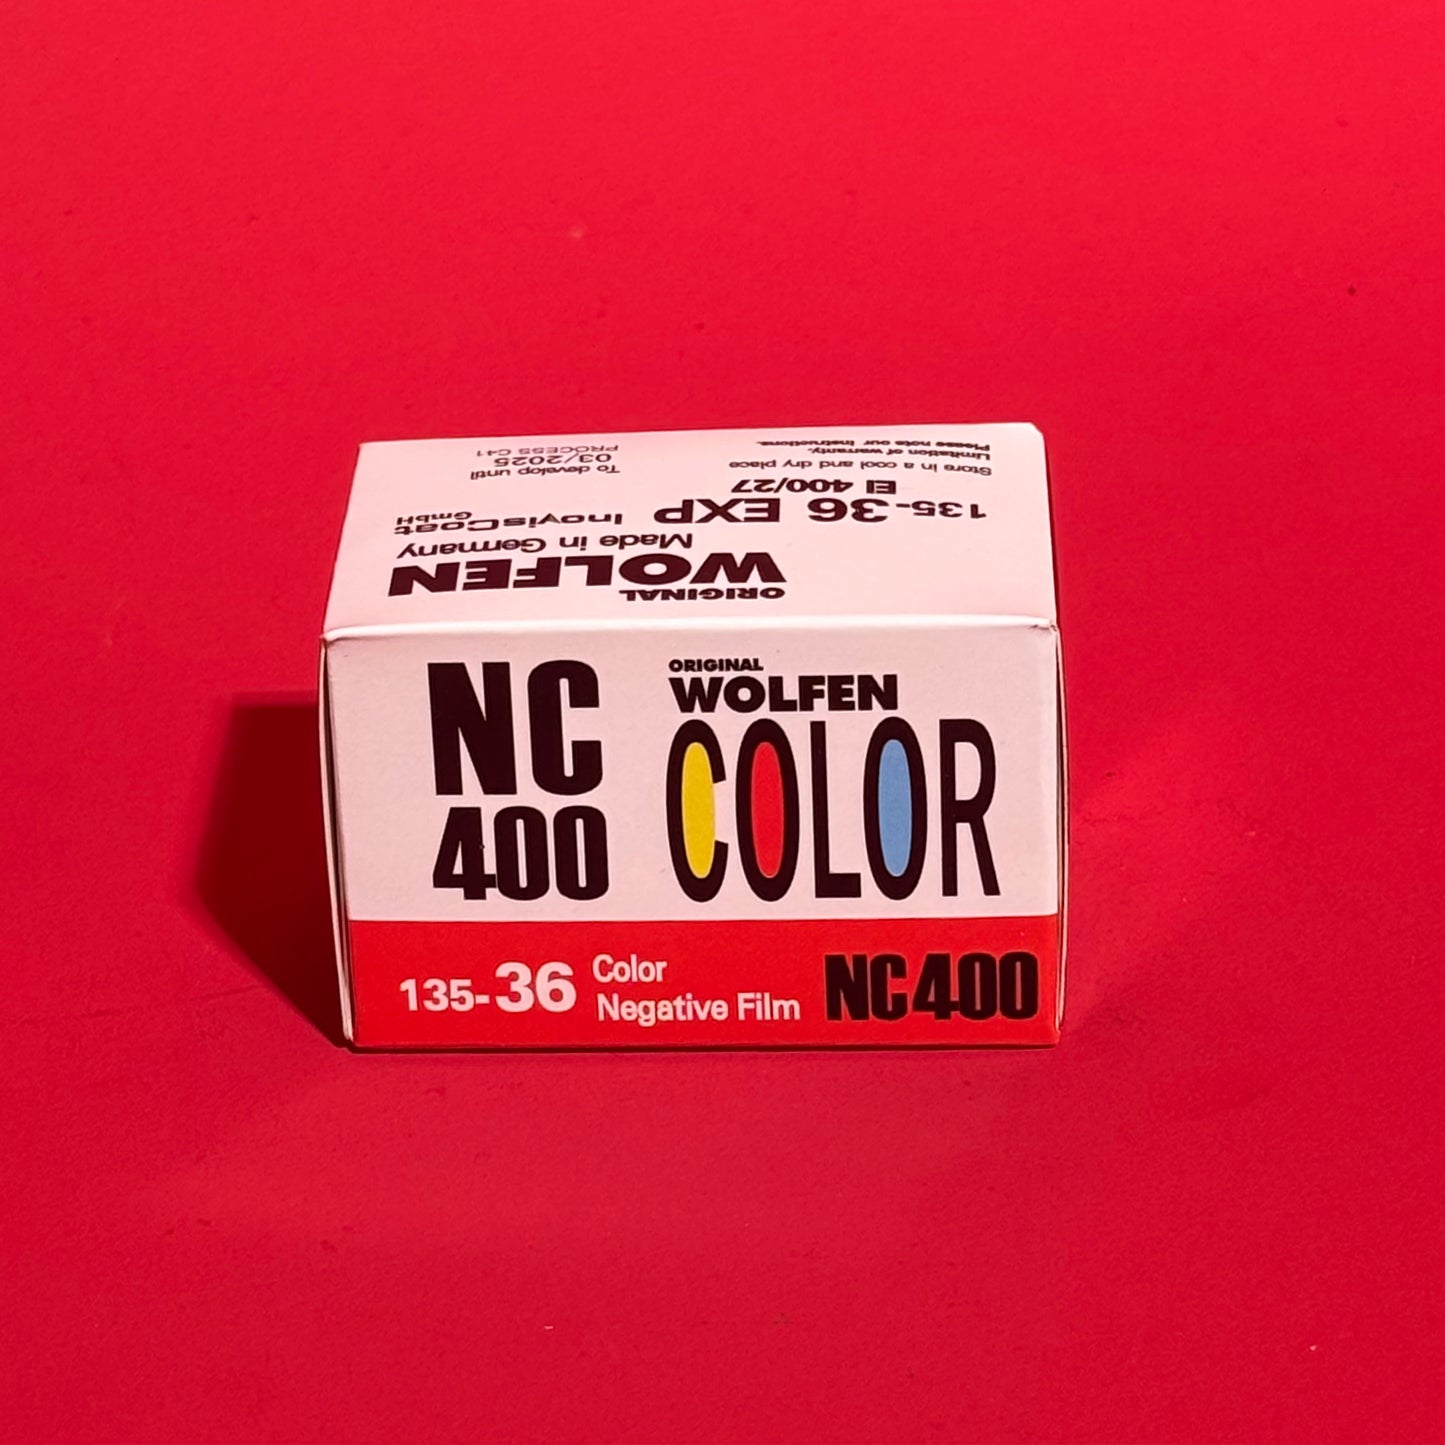 NC
400
ORIGINAL
WOLFEN
COLOR
135-36 Color
Negative Film
NC400
ORIGINAL
WOLFEN
Made in Germany
135-36 EXP InovisCoat
GmbH
EI 400/27
Store in a cool and dry place
Limitation of warranty.
Please note our instructions.
To develop until
03/2025
PROCESS C41